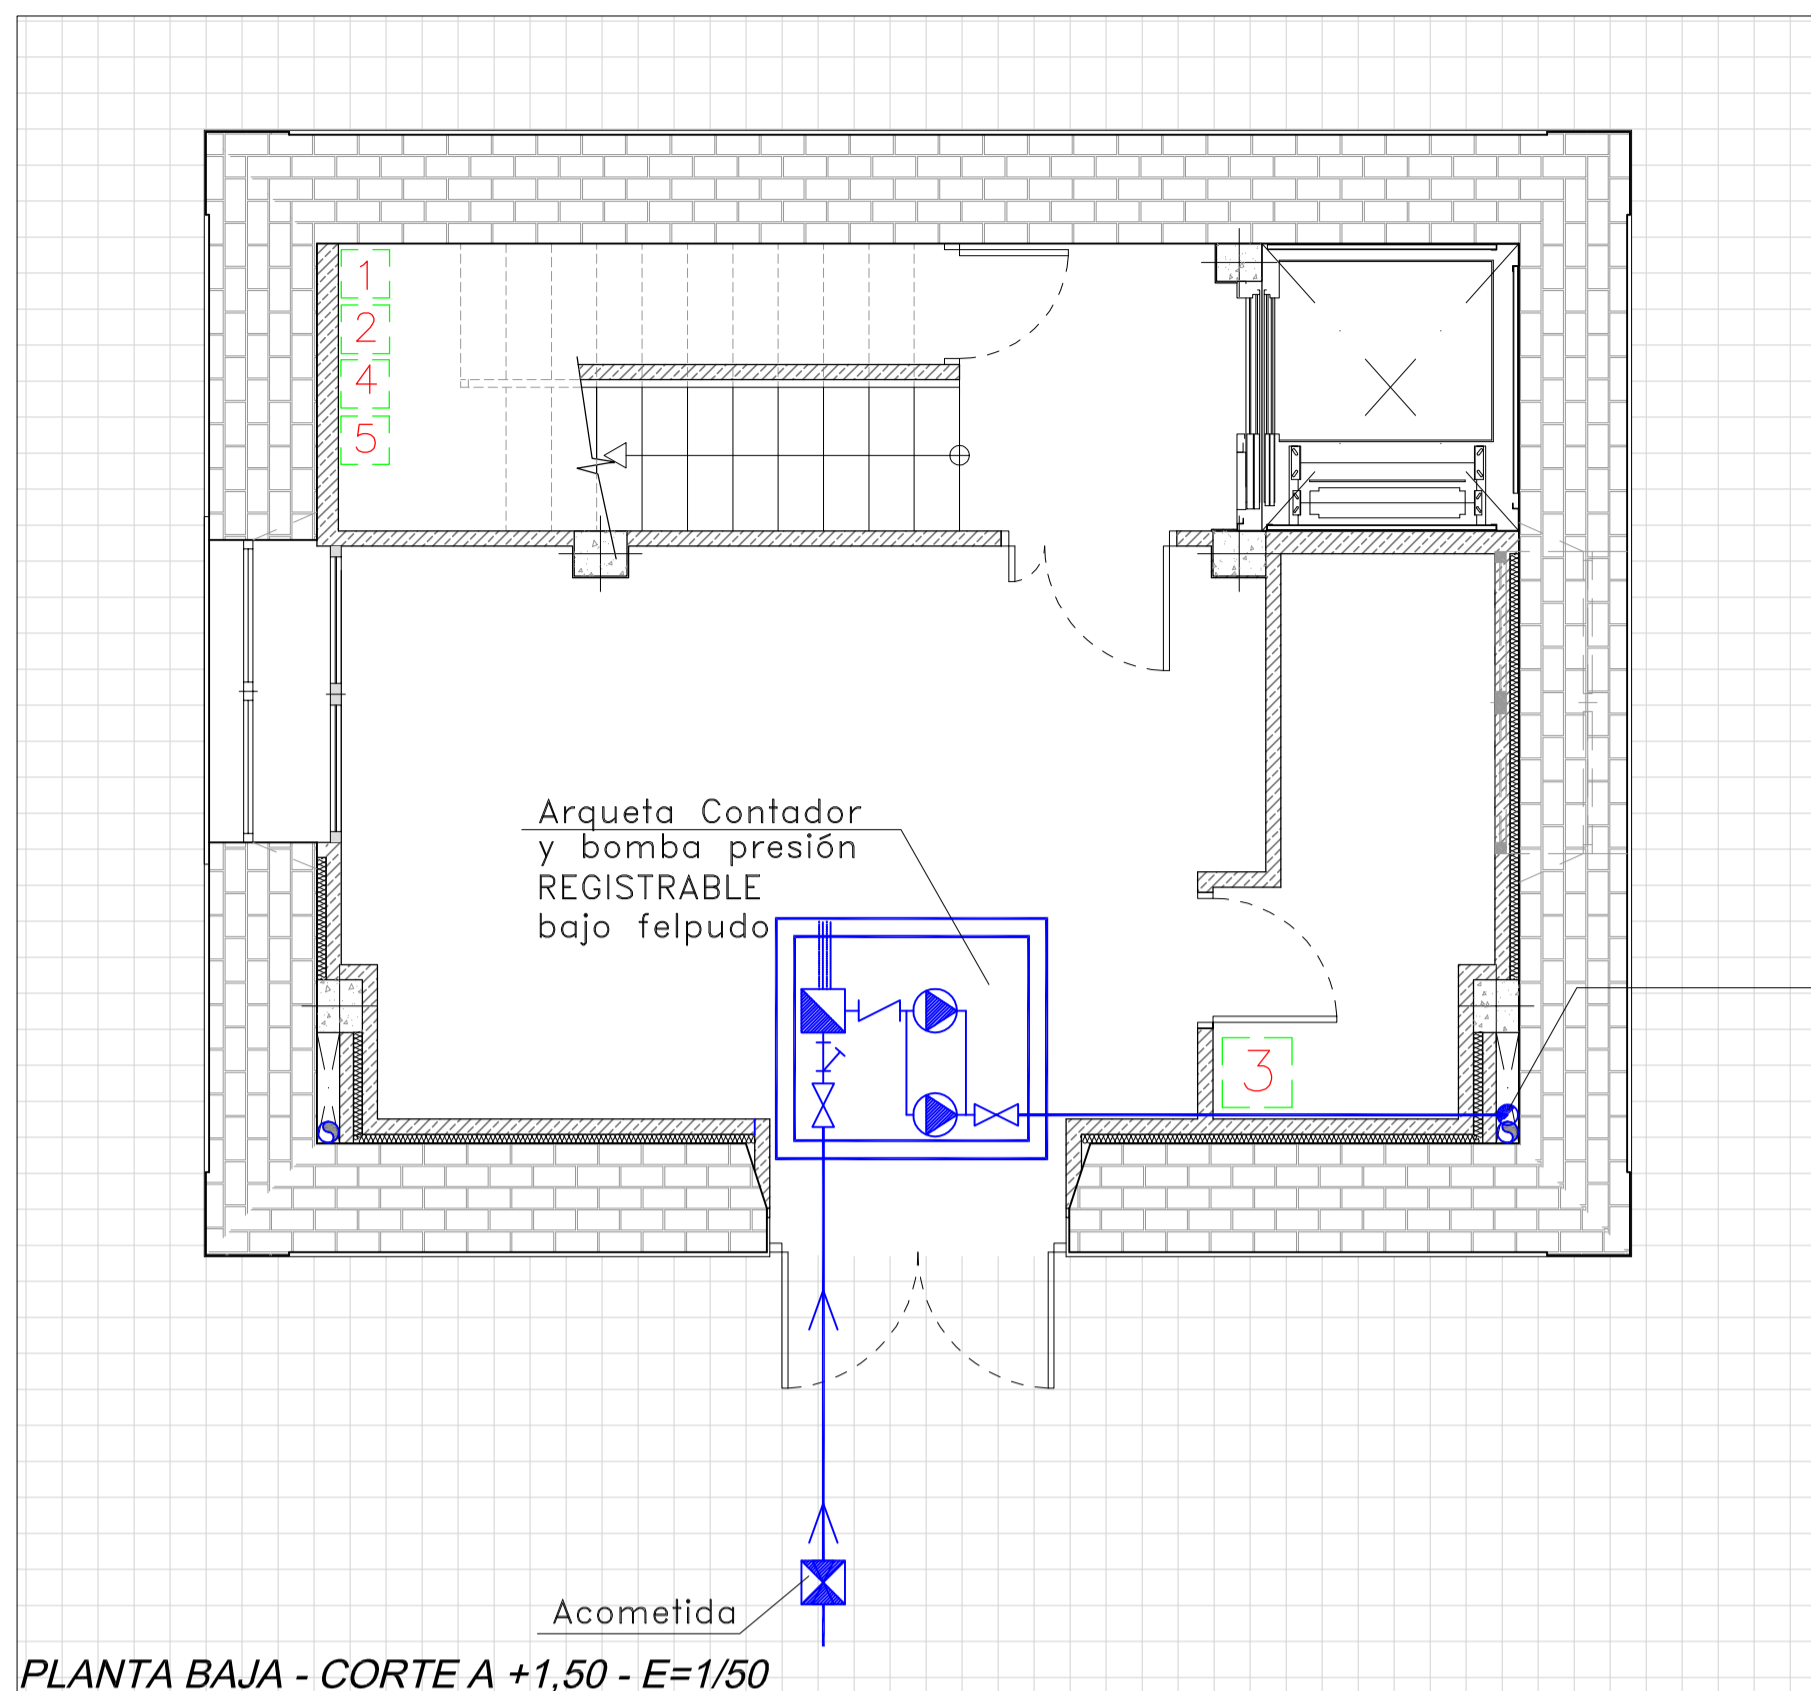 1
2
4
5
Arqueta Contador
y bomba presión
REGISTRABLE
bajo felpudo
3
Acometida
PLANTA BAJA - CORTE A +1,50 - E=1/50